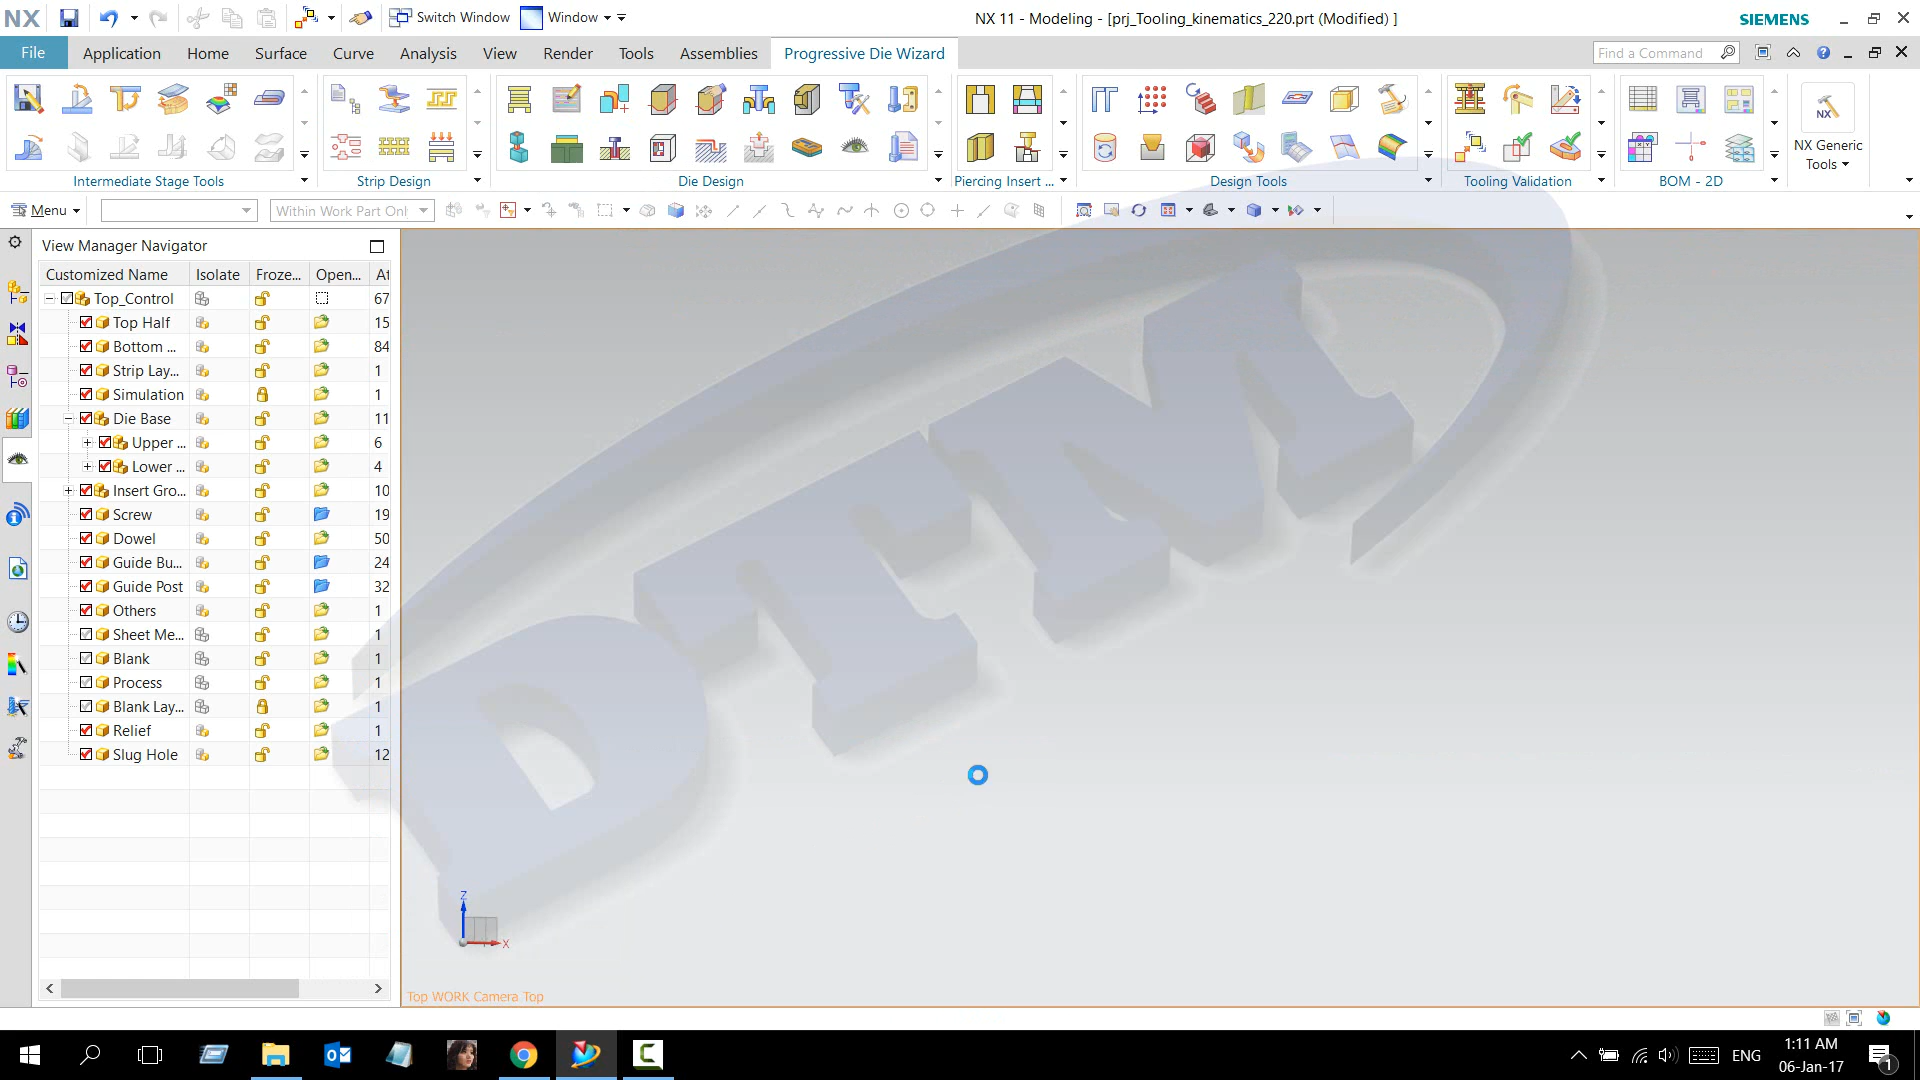 NX
Switch Window
Window
NX 11 - Modeling - [prj_Tooling_kinematics_220.prt (Modified) ]
SIEMENS
File
Application
Home
Surface
Curve
Analysis
View
Render
Tools
Assemblies
Progressive Die Wizard
Find a Command
NX
NX Generic
Tools
Intermediate Stage Tools
Strip Design
Die Design
Piercing Insert ...
Design Tools
Tooling Validation
BOM - 2D
Menu
Within Work Part Onl
View Manager Navigator
Customized Name Isolate Froze... Open... At
Top_Control 67
Top Half 15
Bottom ... 84
Strip Lay... 1
Simulation 1
Die Base 11
Upper ... 6
Lower ... 4
Insert Gro... 10
Screw 19
Dowel 50
Guide Bu... 24
Guide Post 32
Others 1
Sheet Me... 1
Blank 1
Process 1
Blank Lay... 1
Relief 1
Slug Hole 12
DTM
Z
X
Top WORK Camera Top
ENG
1:11 AM
06-Jan-17
1